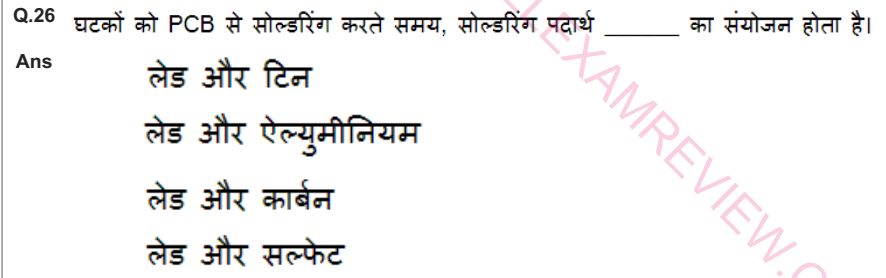 Q.26 घटकों को PCB से सोल्डरिंग करते समय, सोल्डरिंग पदार्थ ______ का संयोजन होता है।
Ans
लेड और टिन
लेड और ऐल्युमीनियम
लेड और कार्बन
लेड और सल्फेट
EXAMREVIEW.C